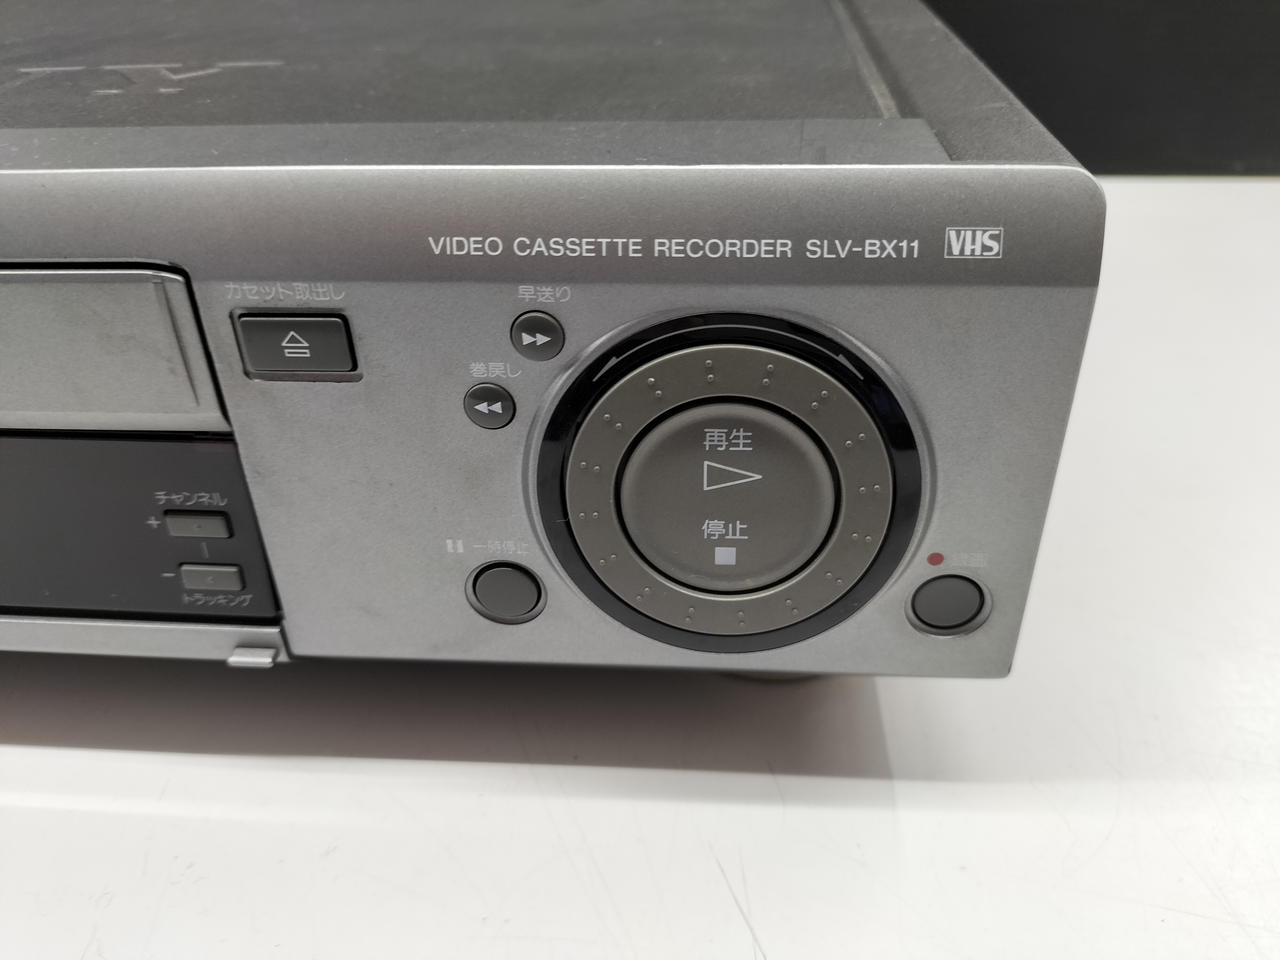 VIDEO CASSETTE RECORDER SLV-BX11 VHS
カセット取出し
早送り
巻戻し
再生
停止
チャンネル
+
-
トラッキング
一時停止
録画